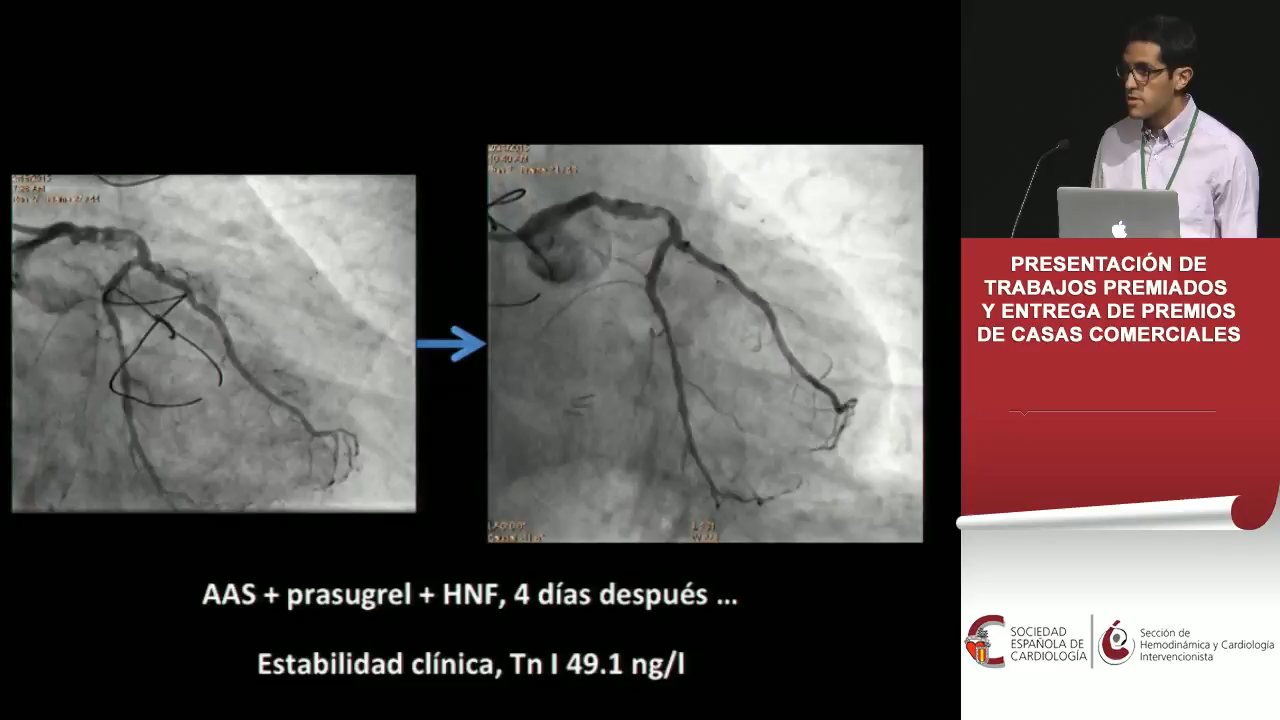 AAS + prasugrel + HNF, 4 días después ...
Estabilidad clínica, Tn I 49.1 ng/l
PRESENTACIÓN DE
TRABAJOS PREMIADOS
Y ENTREGA DE PREMIOS
DE CASAS COMERCIALES
SOCIEDAD
ESPAÑOLA DE
CARDIOLOGÍA
Sección de
Hemodinámica y Cardiología
Intervencionista